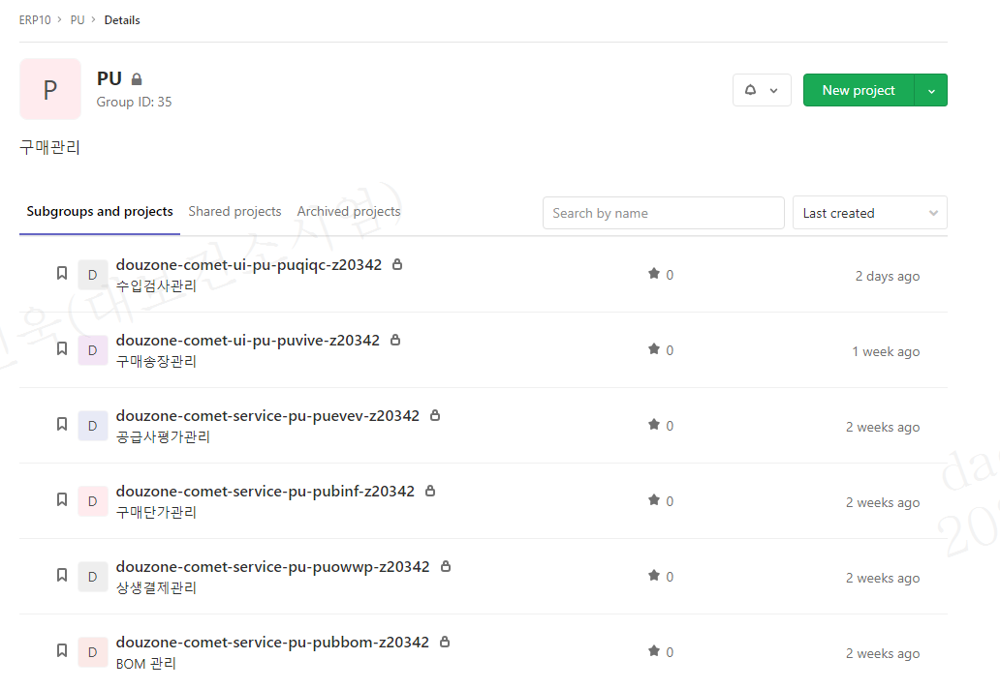 ERP10 > PU > Details
P
PU
Group ID: 35
New project
구매관리
Subgroups and projects
Shared projects
Archived projects
Search by name
Last created
D
douzone-comet-ui-pu-puqiqc-z20342
수입검사관리
0
2 days ago
D
douzone-comet-ui-pu-puvive-z20342
구매송장관리
0
1 week ago
D
douzone-comet-service-pu-puevev-z20342
공급사평가관리
0
2 weeks ago
D
douzone-comet-service-pu-pubinf-z20342
구매단가관리
0
2 weeks ago
D
douzone-comet-service-pu-puowwp-z20342
상생결제관리
0
2 weeks ago
D
douzone-comet-service-pu-pubbom-z20342
BOM 관리
0
2 weeks ago